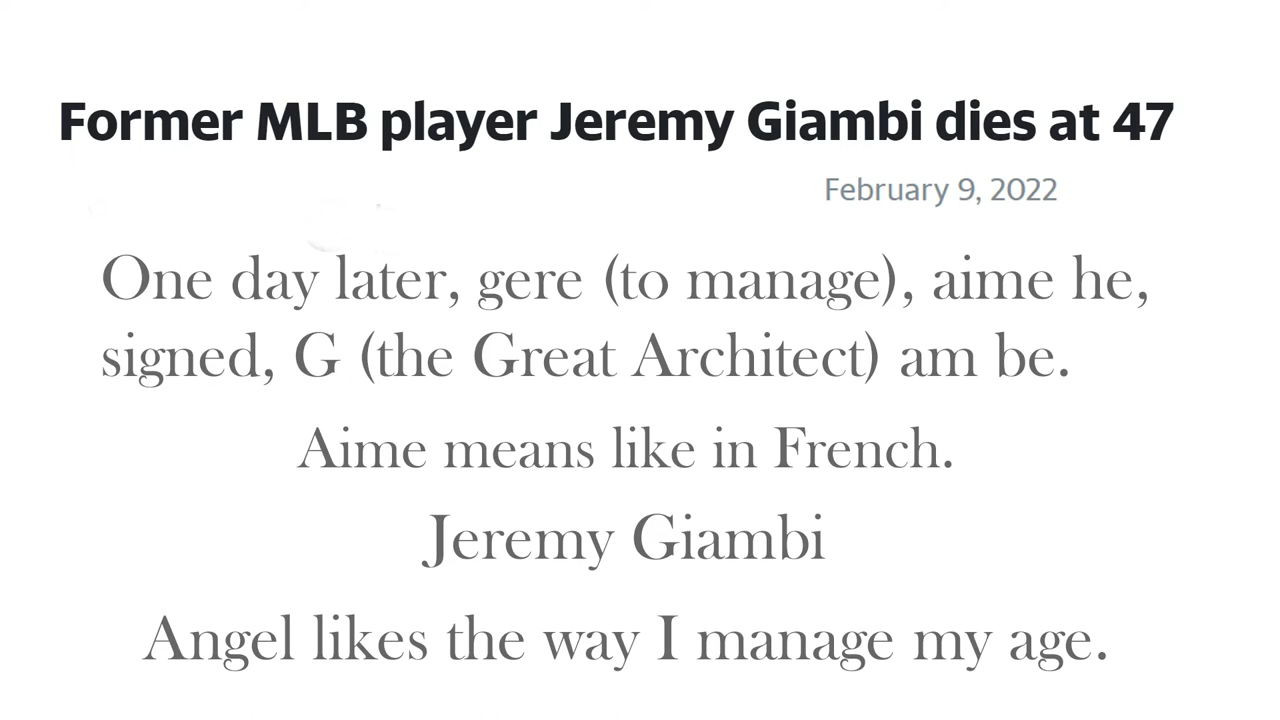 Former MLB player Jeremy Giambi dies at 47
February 9, 2022
One day later, gere (to manage), aime he,
signed, G (the Great Architect) am be.
Aime means like in French.
Jeremy Giambi
Angel likes the way I manage my age.